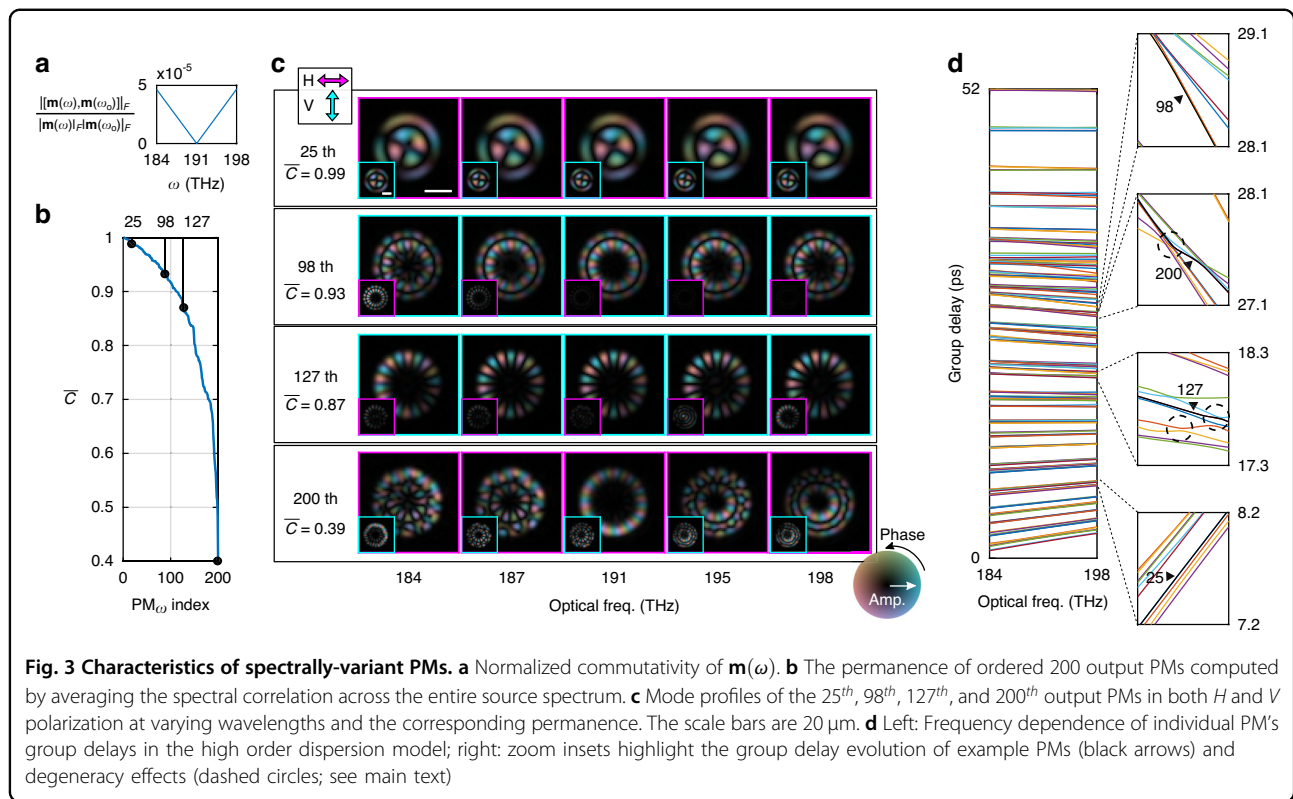 a
x10⁻⁵
5
|[m(ω),m(ωₒ)]|F
|m(ω)|F|m(ωₒ)|F
0
184 191 198
ω (THz)
b
25 98 127
1
0.9
0.8
C̅
0.7
0.6
0.5
0.4
0 100 200
PMω index
c
H
V
25 th
C̅ = 0.99
98 th
C̅ = 0.93
127 th
C̅ = 0.87
200 th
C̅ = 0.39
184 187 191 195 198
Optical freq. (THz)
Phase
Amp.
d
52
Group delay (ps)
0
184 198
Optical freq. (THz)
29.1
98
28.1
28.1
200
27.1
18.3
127
17.3
8.2
25
7.2
Fig. 3 Characteristics of spectrally-variant PMs. a Normalized commutativity of m(ω). b The permanence of ordered 200 output PMs computed
by averaging the spectral correlation across the entire source spectrum. c Mode profiles of the 25th, 98th, 127th, and 200th output PMs in both H and V
polarization at varying wavelengths and the corresponding permanence. The scale bars are 20 μm. d Left: Frequency dependence of individual PM's
group delays in the high order dispersion model; right: zoom insets highlight the group delay evolution of example PMs (black arrows) and
degeneracy effects (dashed circles; see main text)